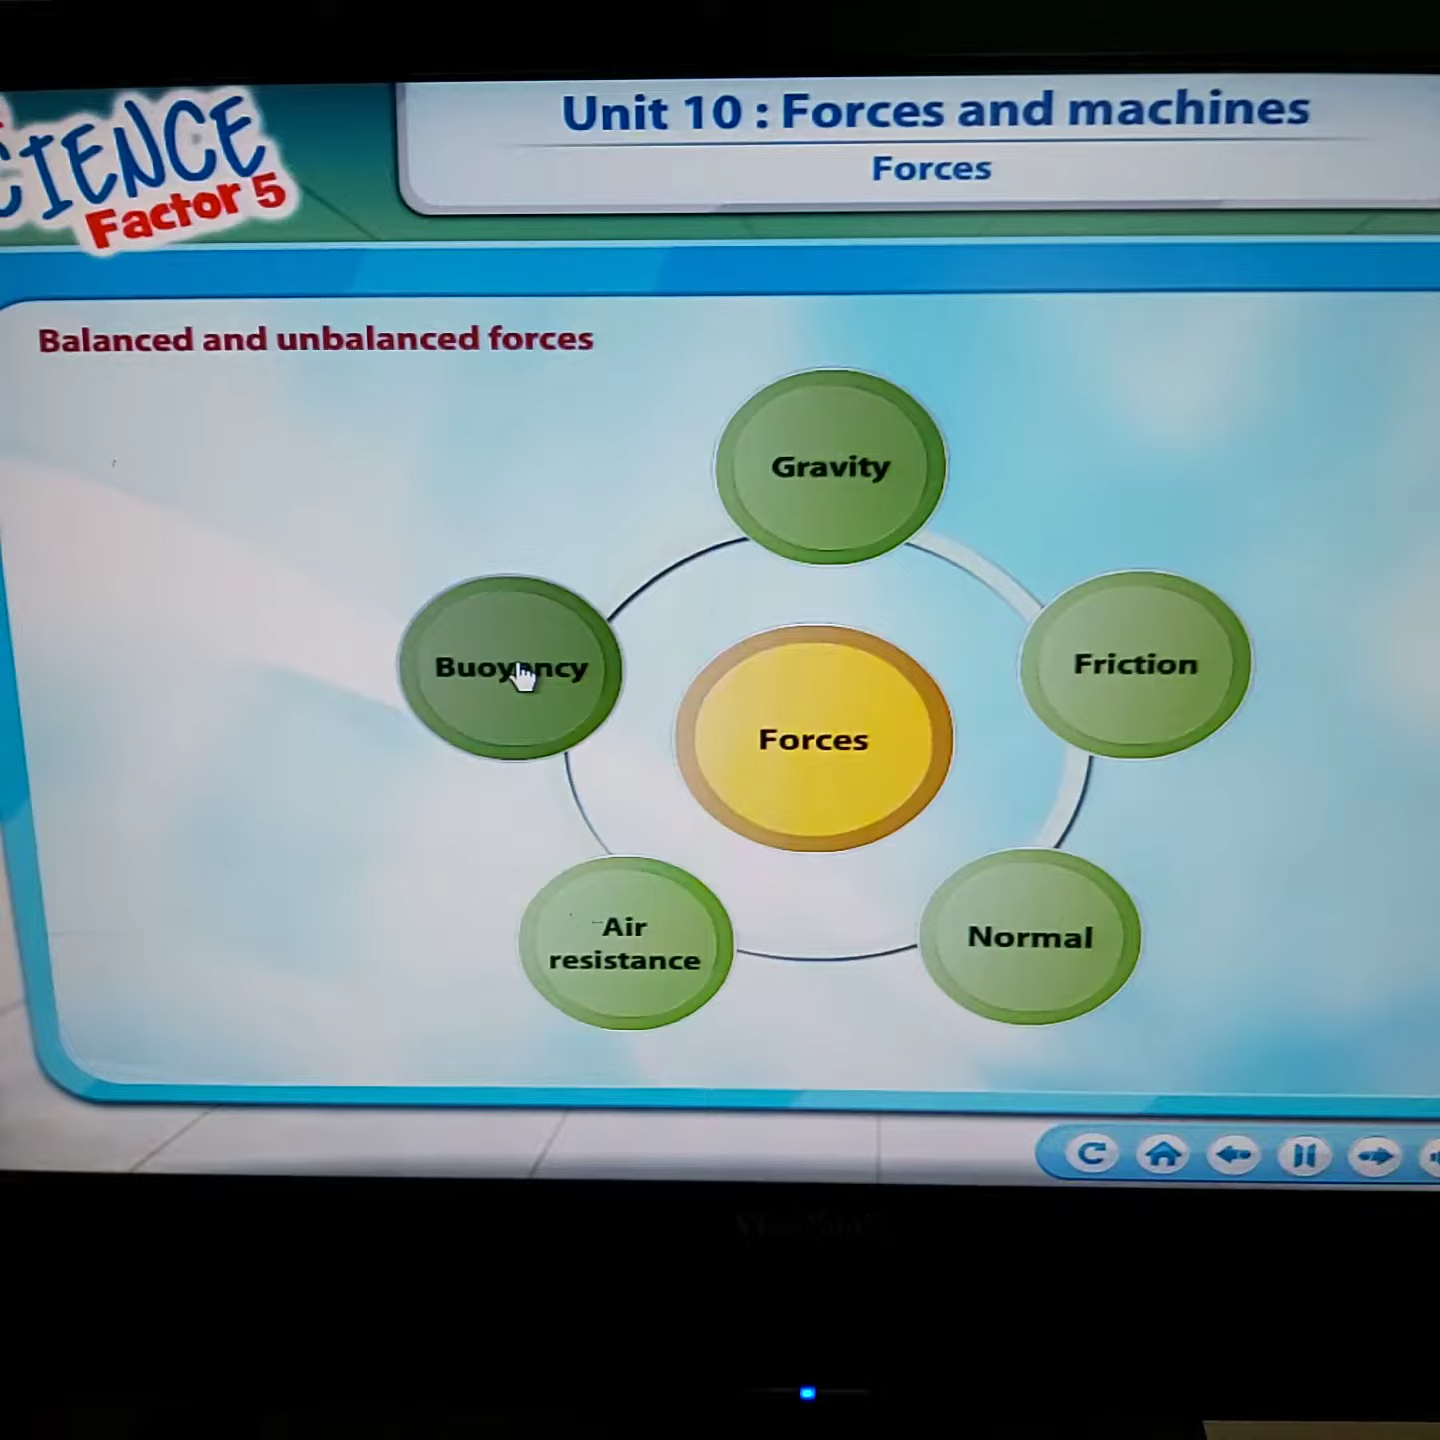 CIENCE
Factor 5
Unit 10 : Forces and machines
Forces
Balanced and unbalanced forces
Gravity
Buoyancy
Friction
Forces
Air
resistance
Normal